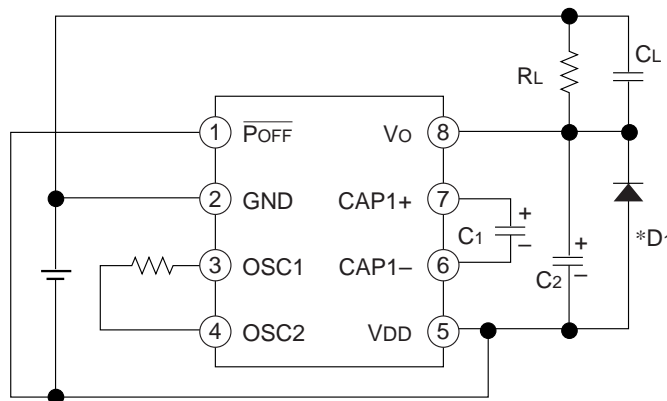 RL
CL
1 POFF
VO 8
2 GND
CAP1+ 7
+
C1
–
3 OSC1
CAP1– 6
4 OSC2
VDD 5
+
C2
–
*D1